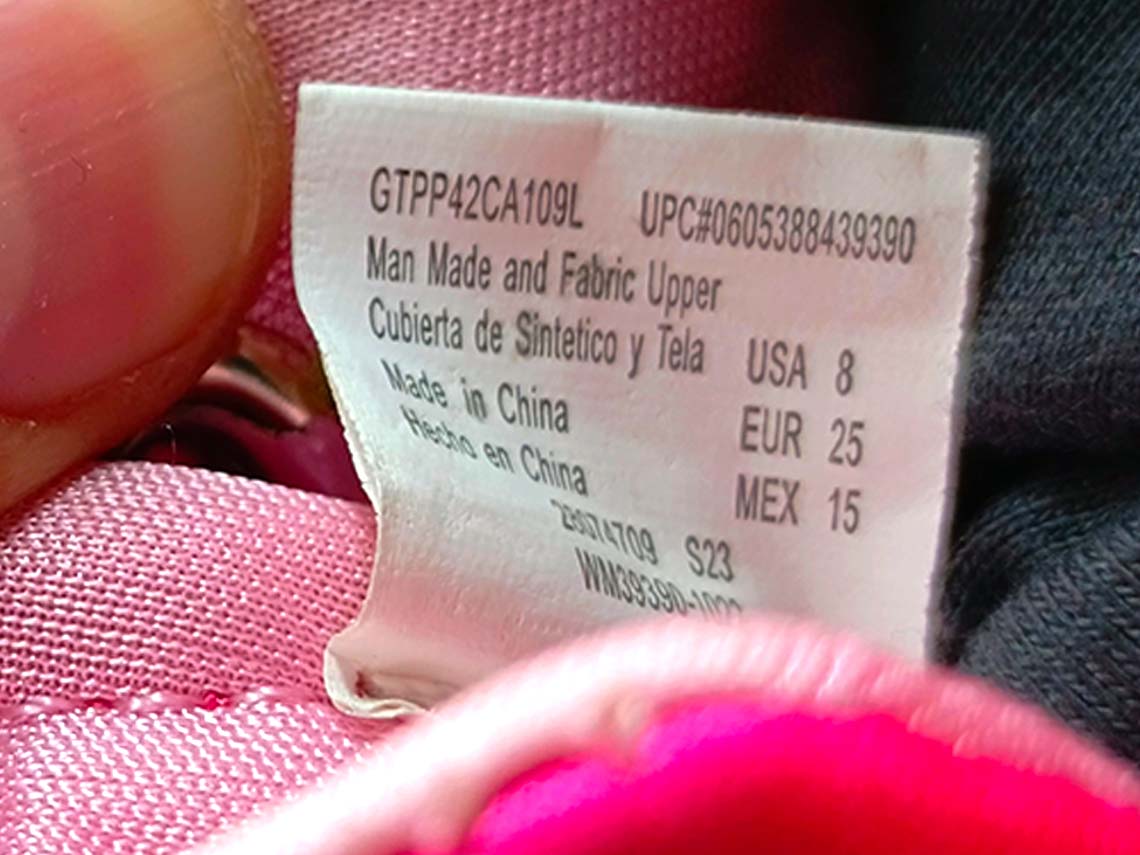 GTPP42CA109L UPC#0605388439390
Man Made and Fabric Upper
Cubierta de Sintetico y Tela USA 8
Made in China EUR 25
Hecho en China MEX 15
28074709 S23